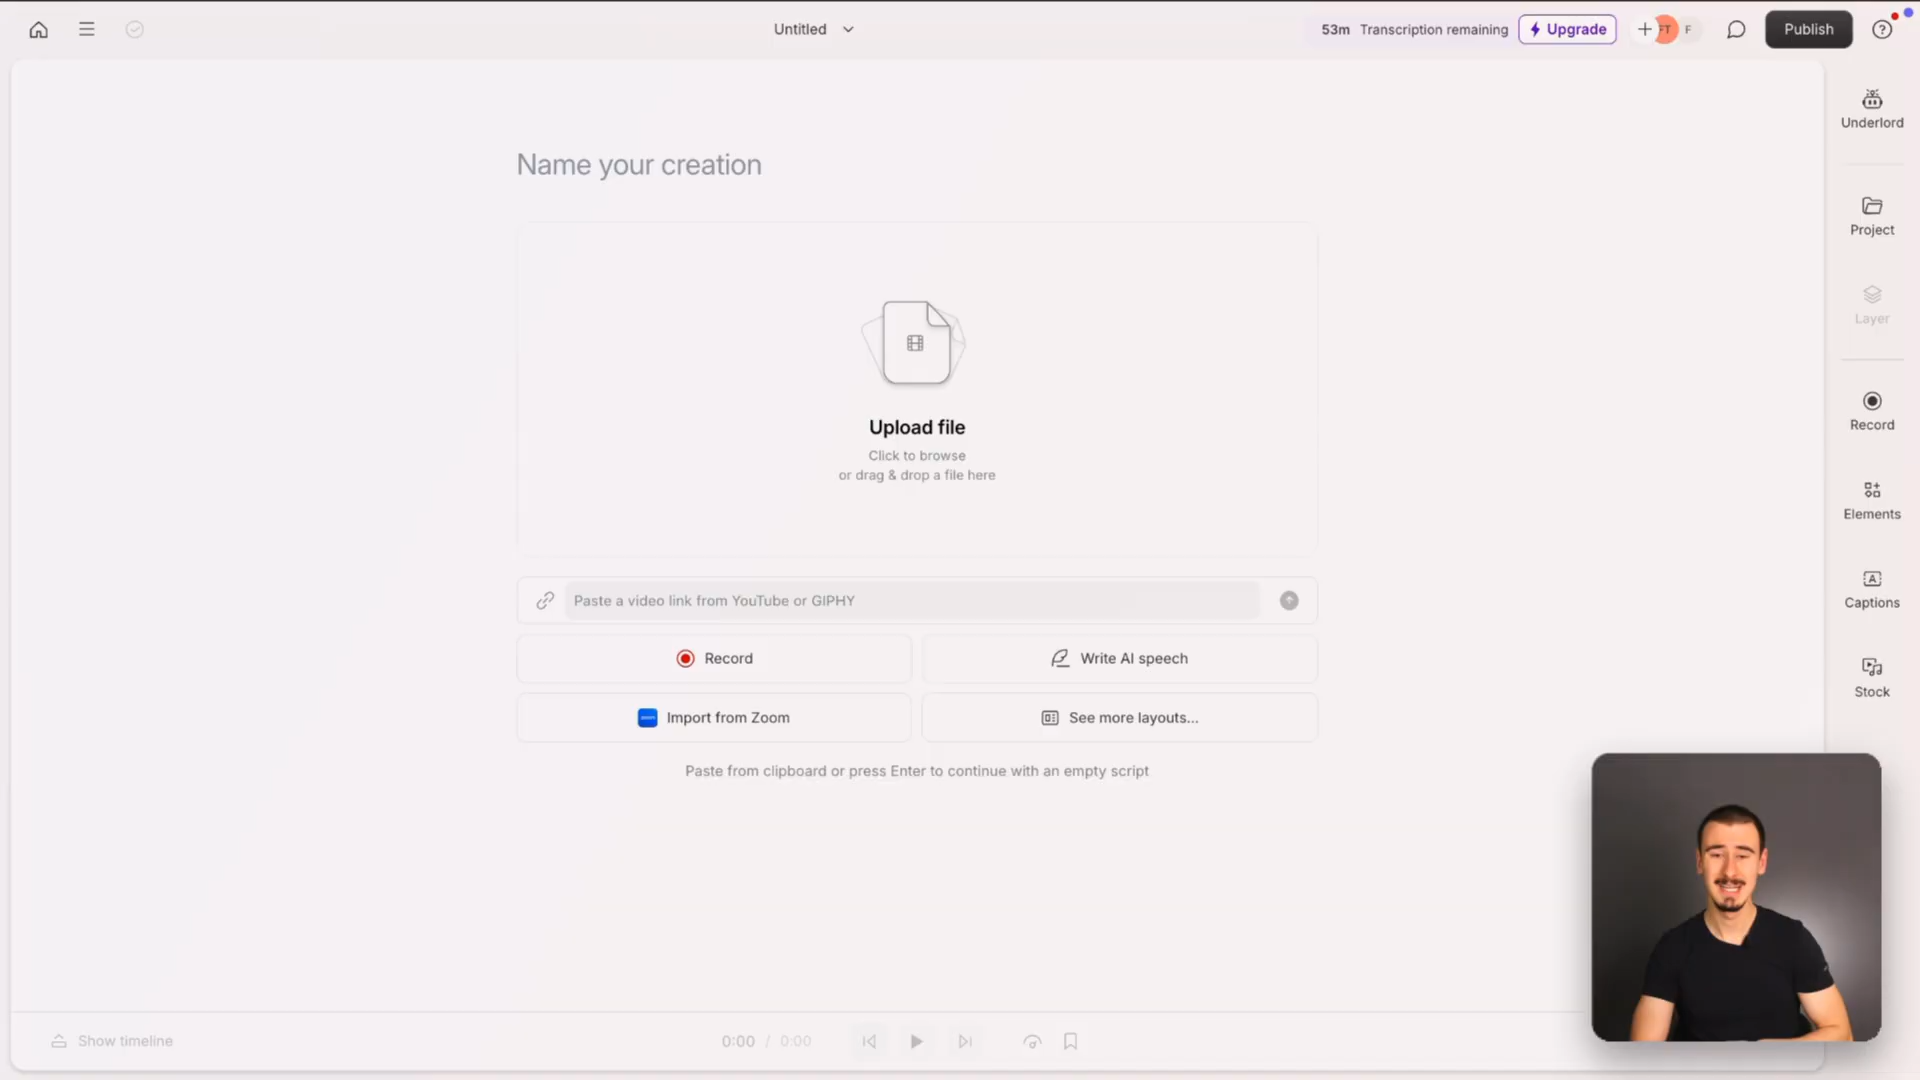 Untitled
53m Transcription remaining
Upgrade
FT
F
Publish
Underlord
Name your creation
Project
Layer
Upload file
Click to browse
or drag & drop a file here
Record
Elements
Paste a video link from YouTube or GIPHY
Captions
Record
Write AI speech
Stock
Import from Zoom
See more layouts...
Paste from clipboard or press Enter to continue with an empty script
Show timeline
0:00 / 0:00